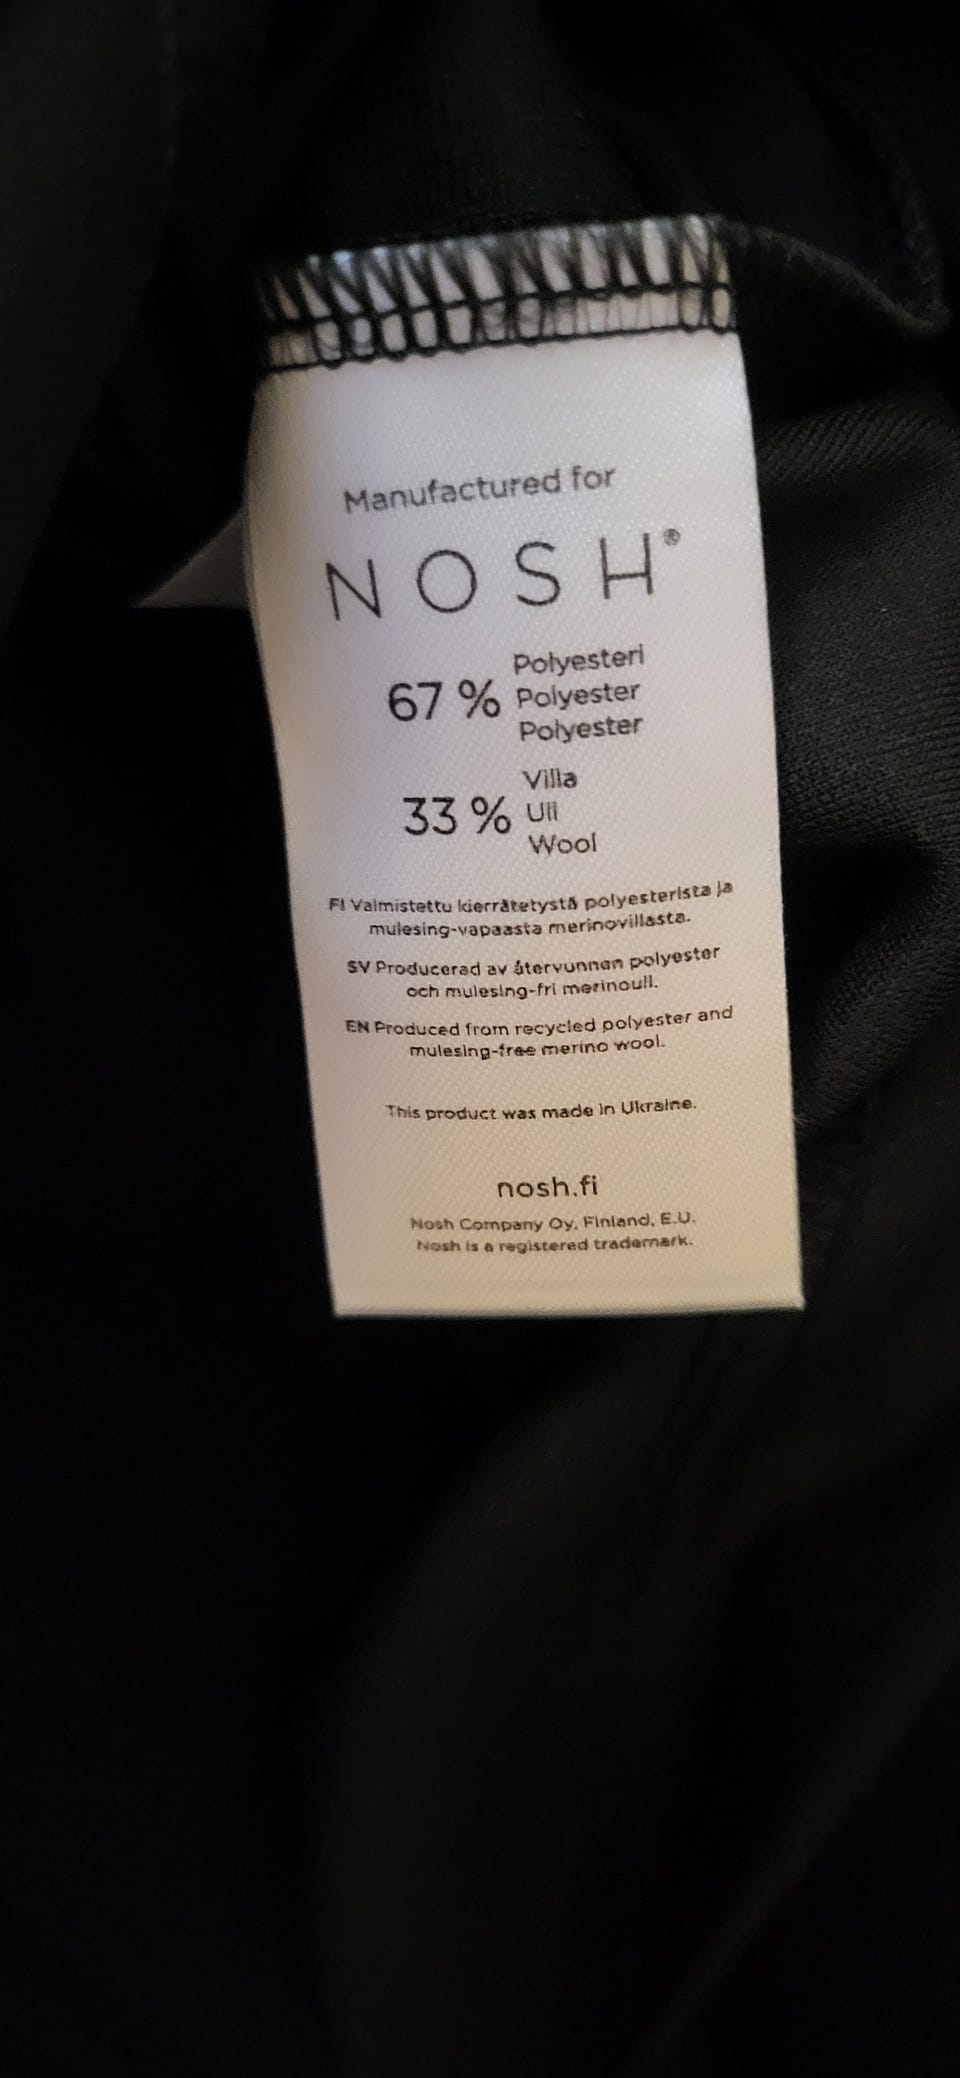 Manufactured for
NOSH®
67 % Polyesteri
Polyester
Polyester
33 % Villa
Ull
Wool
FI Valmistettu kierrätetystä polyesterista ja
mulesing-vapaasta merinovillasta.
SV Producerad av återvunnen polyester
och mulesing-fri merinoull.
EN Produced from recycled polyester and
mulesing-free merino wool.
This product was made in Ukraine.
nosh.fi
Nosh Company Oy, Finland, E.U.
Nosh is a registered trademark.